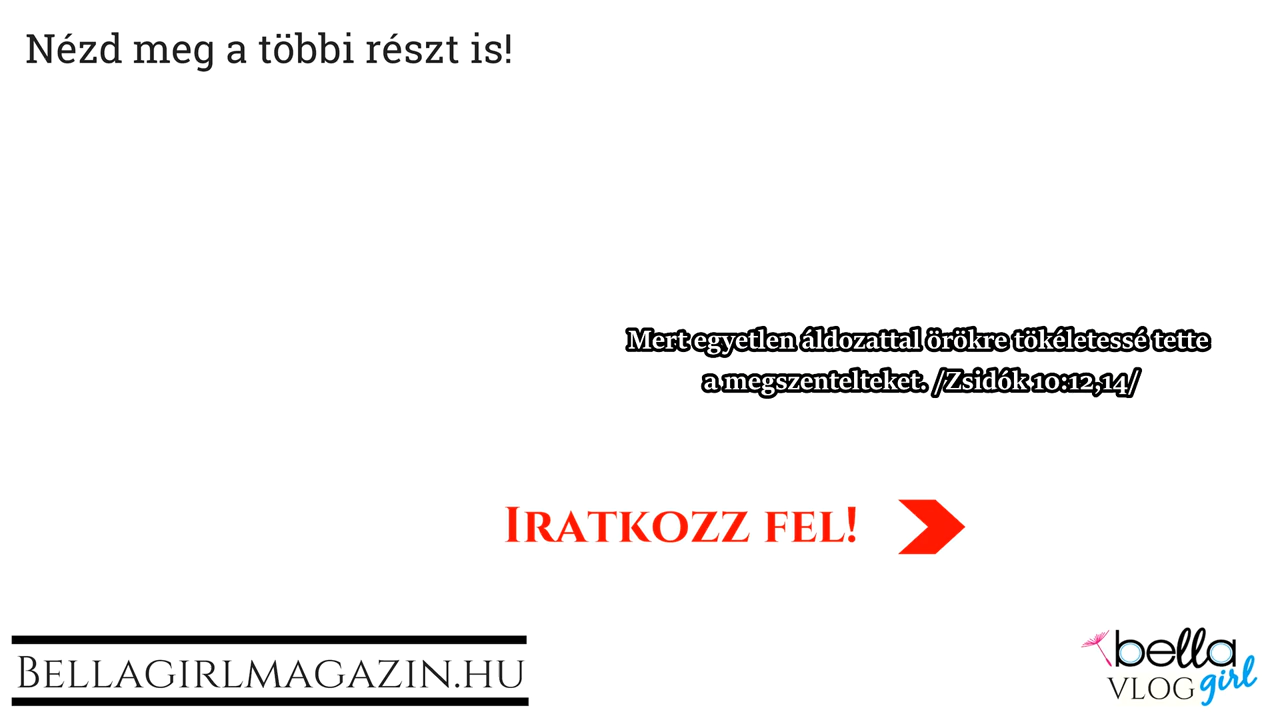 Nézd meg a többi részt is!
Mert egyetlen áldozattal örökre tökéletessé tette
a megszentelteket. /Zsidók 10:12,14/
IRATKOZZ FEL!
BELLAGIRLMAGAZIN.HU
bella
VLOG girl